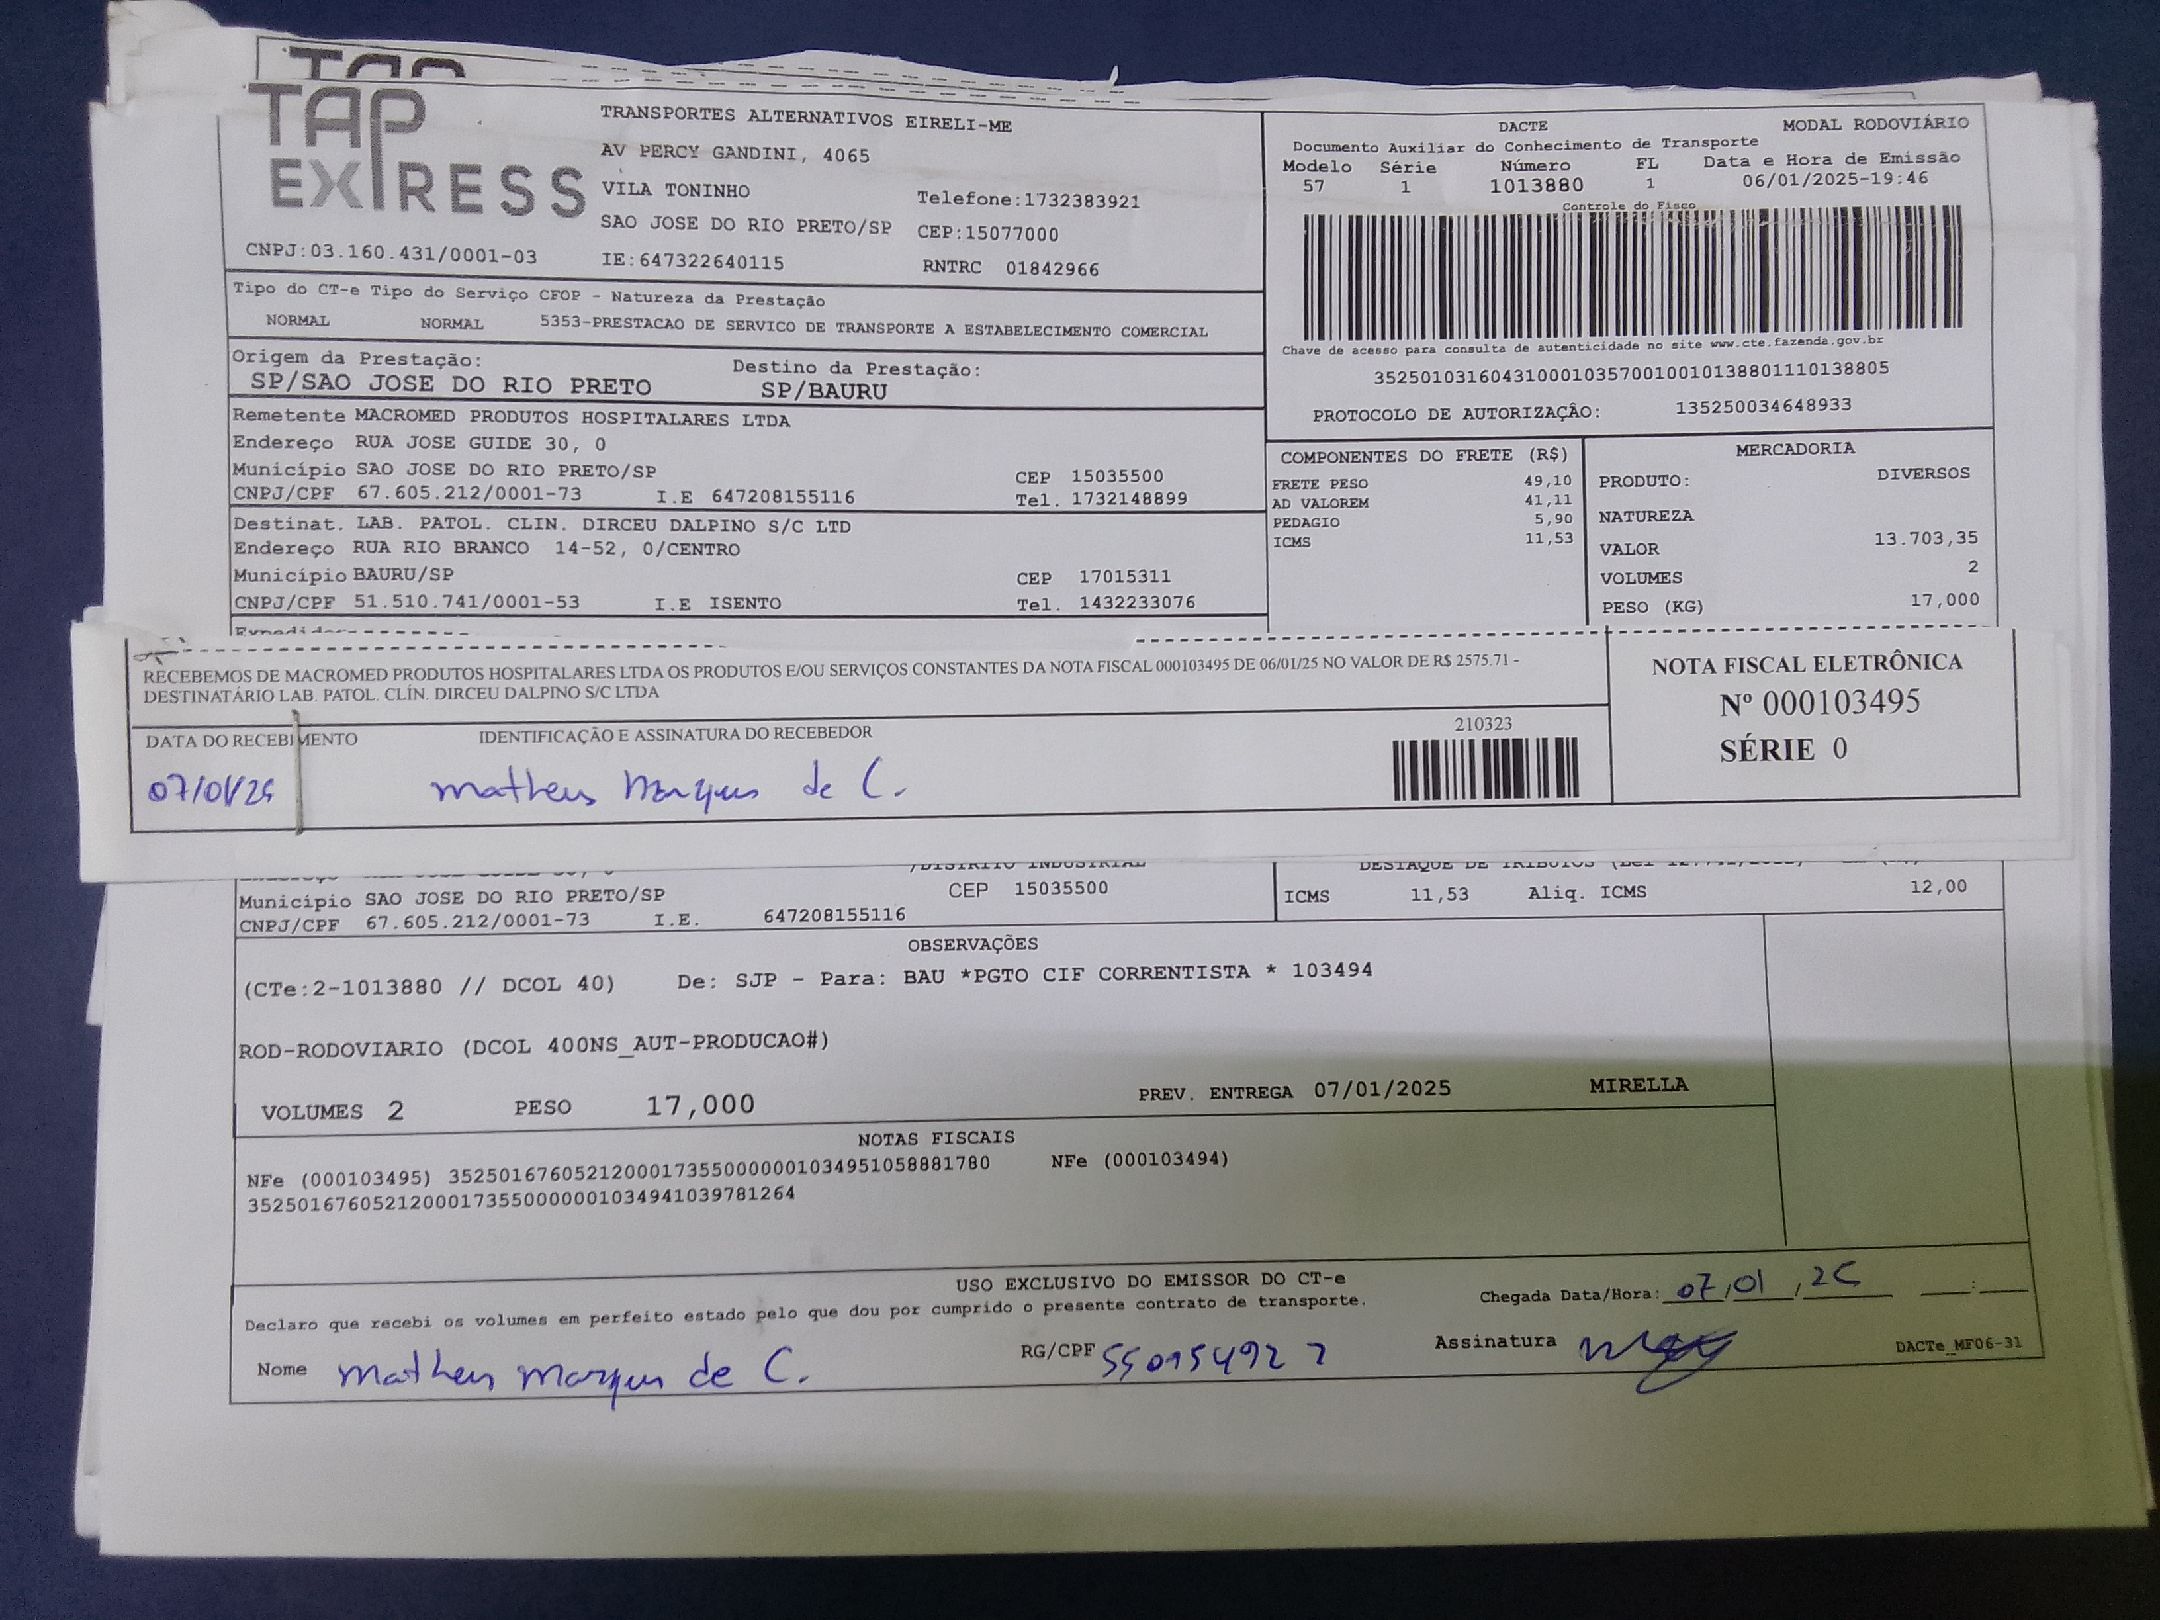 TAP
TAP EXPRESS
TRANSPORTES ALTERNATIVOS EIRELI-ME
AV PERCY GANDINI, 4065
VILA TONINHO Telefone:1732383921
SAO JOSE DO RIO PRETO/SP CEP:15077000
CNPJ:03.160.431/0001-03 IE:647322640115 RNTRC 01842966
DACTE MODAL RODOVIÁRIO
Documento Auxiliar do Conhecimento de Transporte
Modelo Série Número FL Data e Hora de Emissão
57 1 1013880 1 06/01/2025-19:46
Controle do Fisco
Chave de acesso para consulta de autenticidade no site www.cte.fazenda.gov.br
35250103160431000103570010010138801110138805
PROTOCOLO DE AUTORIZAÇÃO: 135250034648933
Tipo do CT-e Tipo do Serviço CFOP - Natureza da Prestação
NORMAL NORMAL 5353-PRESTACAO DE SERVICO DE TRANSPORTE A ESTABELECIMENTO COMERCIAL
Origem da Prestação: Destino da Prestação:
SP/SAO JOSE DO RIO PRETO SP/BAURU
Remetente MACROMED PRODUTOS HOSPITALARES LTDA
Endereço RUA JOSE GUIDE 30, 0
Município SAO JOSE DO RIO PRETO/SP CEP 15035500
CNPJ/CPF 67.605.212/0001-73 I.E 647208155116 Tel. 1732148899
Destinat. LAB. PATOL. CLIN. DIRCEU DALPINO S/C LTD
Endereço RUA RIO BRANCO 14-52, 0/CENTRO
Município BAURU/SP CEP 17015311
CNPJ/CPF 51.510.741/0001-53 I.E ISENTO Tel. 1432233076
COMPONENTES DO FRETE (R$)
FRETE PESO 49,10
AD VALOREM 41,11
PEDAGIO 5,90
ICMS 11,53
MERCADORIA
PRODUTO: DIVERSOS
NATUREZA
VALOR 13.703,35
VOLUMES 2
PESO (KG) 17,000
RECEBEMOS DE MACROMED PRODUTOS HOSPITALARES LTDA OS PRODUTOS E/OU SERVIÇOS CONSTANTES DA NOTA FISCAL 000103495 DE 06/01/25 NO VALOR DE R$ 2575.71 -
DESTINATÁRIO LAB. PATOL. CLÍN. DIRCEU DALPINO S/C LTDA
DATA DO RECEBIMENTO IDENTIFICAÇÃO E ASSINATURA DO RECEBEDOR 210323
07/01/25 Matheus Marques de C.
NOTA FISCAL ELETRÔNICA
Nº 000103495
SÉRIE 0
/DISTRITO INDUSTRIAL
Município SAO JOSE DO RIO PRETO/SP CEP 15035500
CNPJ/CPF 67.605.212/0001-73 I.E. 647208155116
DESTAQUE DE TRIBUTOS
ICMS 11,53 Aliq. ICMS 12,00
OBSERVAÇÕES
(CTe:2-1013880 // DCOL 40) De: SJP - Para: BAU *PGTO CIF CORRENTISTA * 103494
ROD-RODOVIARIO (DCOL 400NS_AUT-PRODUCAO#)
VOLUMES 2 PESO 17,000 PREV. ENTREGA 07/01/2025 MIRELLA
NOTAS FISCAIS
NFe (000103495) 35250167605212000173550000001034951058881780 NFe (000103494)
35250167605212000173550000001034941039781264
USO EXCLUSIVO DO EMISSOR DO CT-e
Declaro que recebi os volumes em perfeito estado pelo que dou por cumprido o presente contrato de transporte.
Chegada Data/Hora: 07/01/25 :
Nome Matheus Marques de C. RG/CPF 550954922 Assinatura DACTe_MF06-31